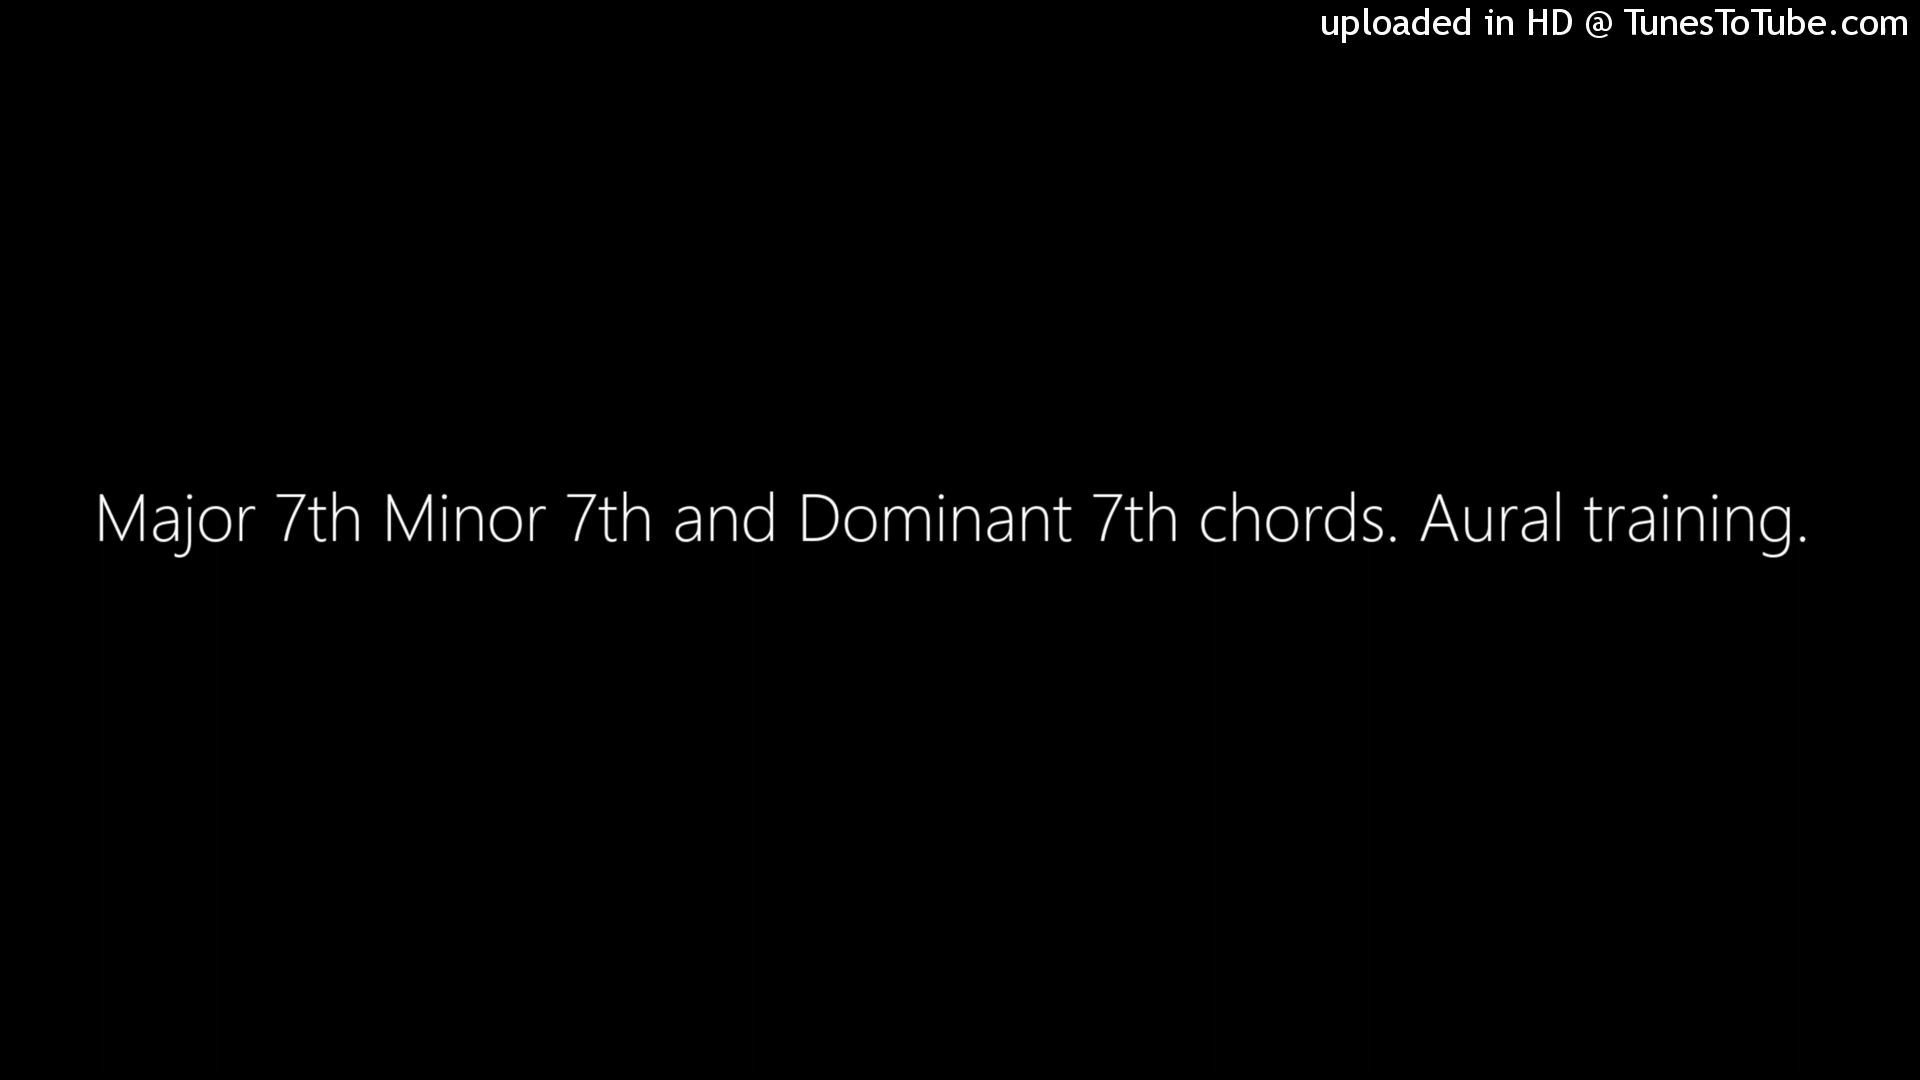 uploaded in HD @ TunesToTube.com
Major 7th Minor 7th and Dominant 7th chords. Aural training.